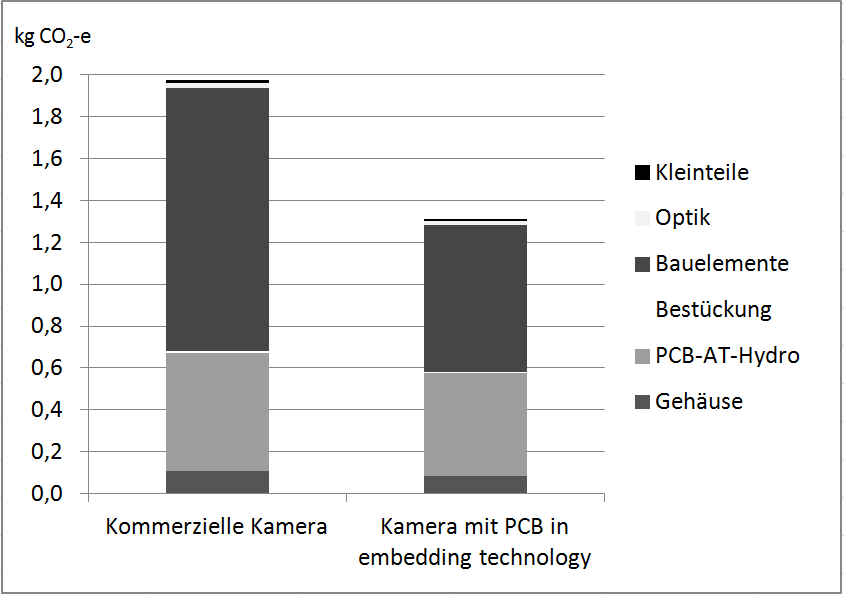 kg CO₂-e
2,0
1,8
1,6
1,4
1,2
1,0
0,8
0,6
0,4
0,2
0,0
Kommerzielle Kamera
Kamera mit PCB in
embedding technology
Kleinteile
Optik
Bauelemente
Bestückung
PCB-AT-Hydro
Gehäuse